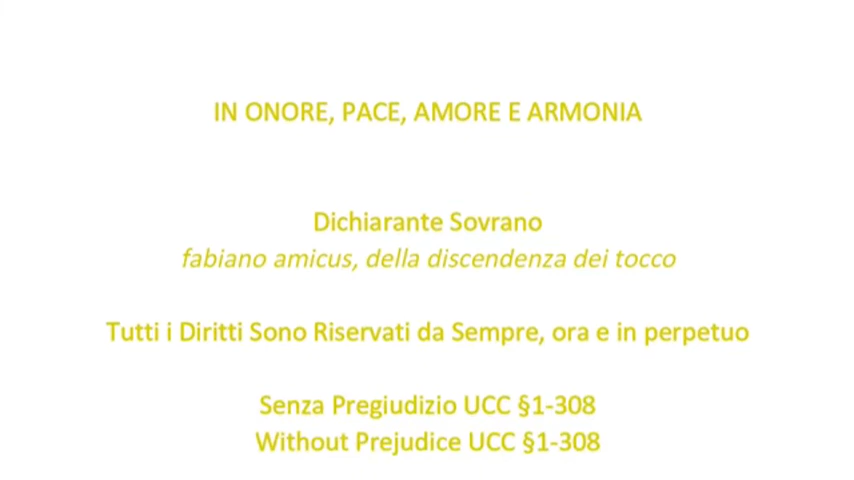 IN ONORE, PACE, AMORE E ARMONIA
Dichiarante Sovrano
fabiano amicus, della discendenza dei tocco
Tutti i Diritti Sono Riservati da Sempre, ora e in perpetuo
Senza Pregiudizio UCC §1-308
Without Prejudice UCC §1-308